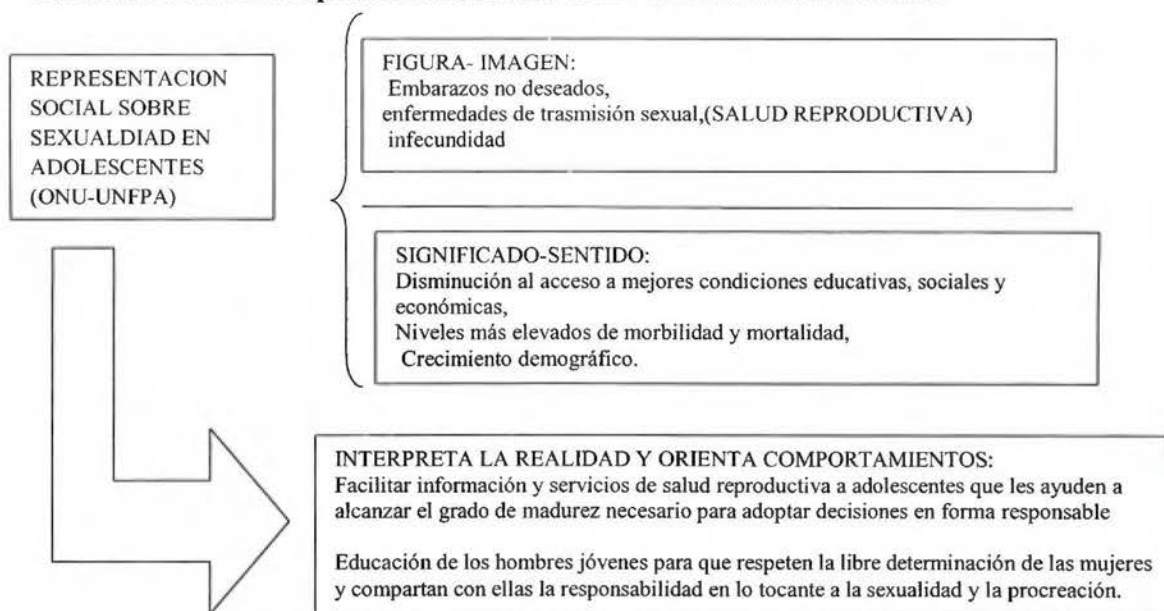 REPRESENTACION
SOCIAL SOBRE
SEXUALDIAD EN
ADOLESCENTES
(ONU-UNFPA)
FIGURA- IMAGEN:
Embarazos no deseados,
enfermedades de trasmisión sexual,(SALUD REPRODUCTIVA)
infecundidad
SIGNIFICADO-SENTIDO:
Disminución al acceso a mejores condiciones educativas, sociales y
económicas,
Niveles más elevados de morbilidad y mortalidad,
Crecimiento demográfico.
INTERPRETA LA REALIDAD Y ORIENTA COMPORTAMIENTOS:
Facilitar información y servicios de salud reproductiva a adolescentes que les ayuden a
alcanzar el grado de madurez necesario para adoptar decisiones en forma responsable
Educación de los hombres jóvenes para que respeten la libre determinación de las mujeres
y compartan con ellas la responsabilidad en lo tocante a la sexualidad y la procreación.